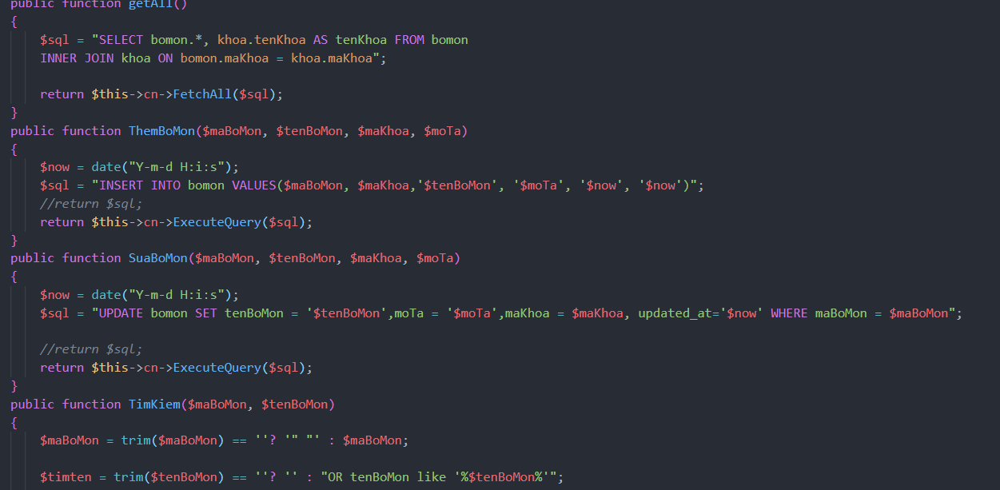 public function getAll()
{
$sql = "SELECT bomon.*, khoa.tenKhoa AS tenKhoa FROM bomon
INNER JOIN khoa ON bomon.maKhoa = khoa.maKhoa";
return $this->cn->FetchAll($sql);
}
public function ThemBoMon($maBoMon, $tenBoMon, $maKhoa, $moTa)
{
$now = date("Y-m-d H:i:s");
$sql = "INSERT INTO bomon VALUES($maBoMon, $maKhoa,'$tenBoMon', '$moTa', '$now', '$now')";
//return $sql;
return $this->cn->ExecuteQuery($sql);
}
public function SuaBoMon($maBoMon, $tenBoMon, $maKhoa, $moTa)
{
$now = date("Y-m-d H:i:s");
$sql = "UPDATE bomon SET tenBoMon = '$tenBoMon',moTa = '$moTa',maKhoa = $maKhoa, updated_at='$now' WHERE maBoMon = $maBoMon";
//return $sql;
return $this->cn->ExecuteQuery($sql);
}
public function TimKiem($maBoMon, $tenBoMon)
{
$maBoMon = trim($maBoMon) == ''? '" "' : $maBoMon;
$timten = trim($tenBoMon) == ''? '' : "OR tenBoMon like '%$tenBoMon%'";